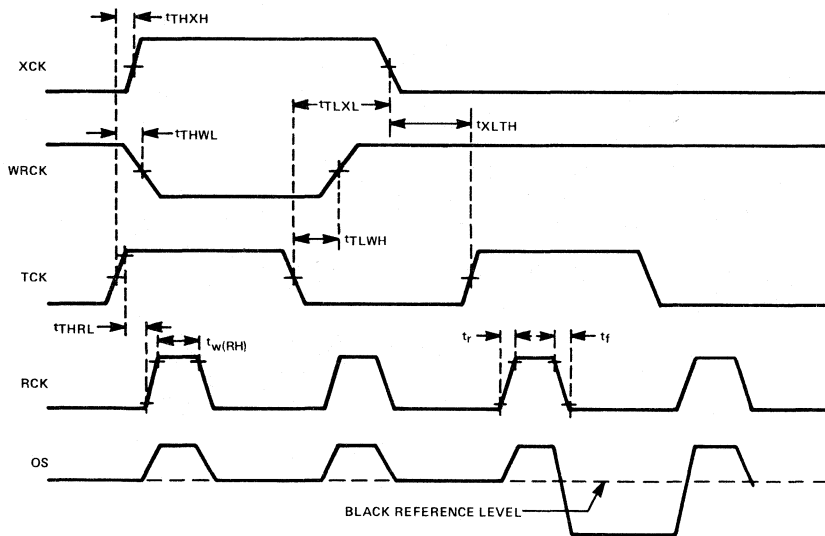 tTHXH
XCK
tTLXL
tXLTH
tTHWL
WRCK
tTLWH
TCK
tTHRL
tw(RH)
tr
tf
RCK
OS
BLACK REFERENCE LEVEL